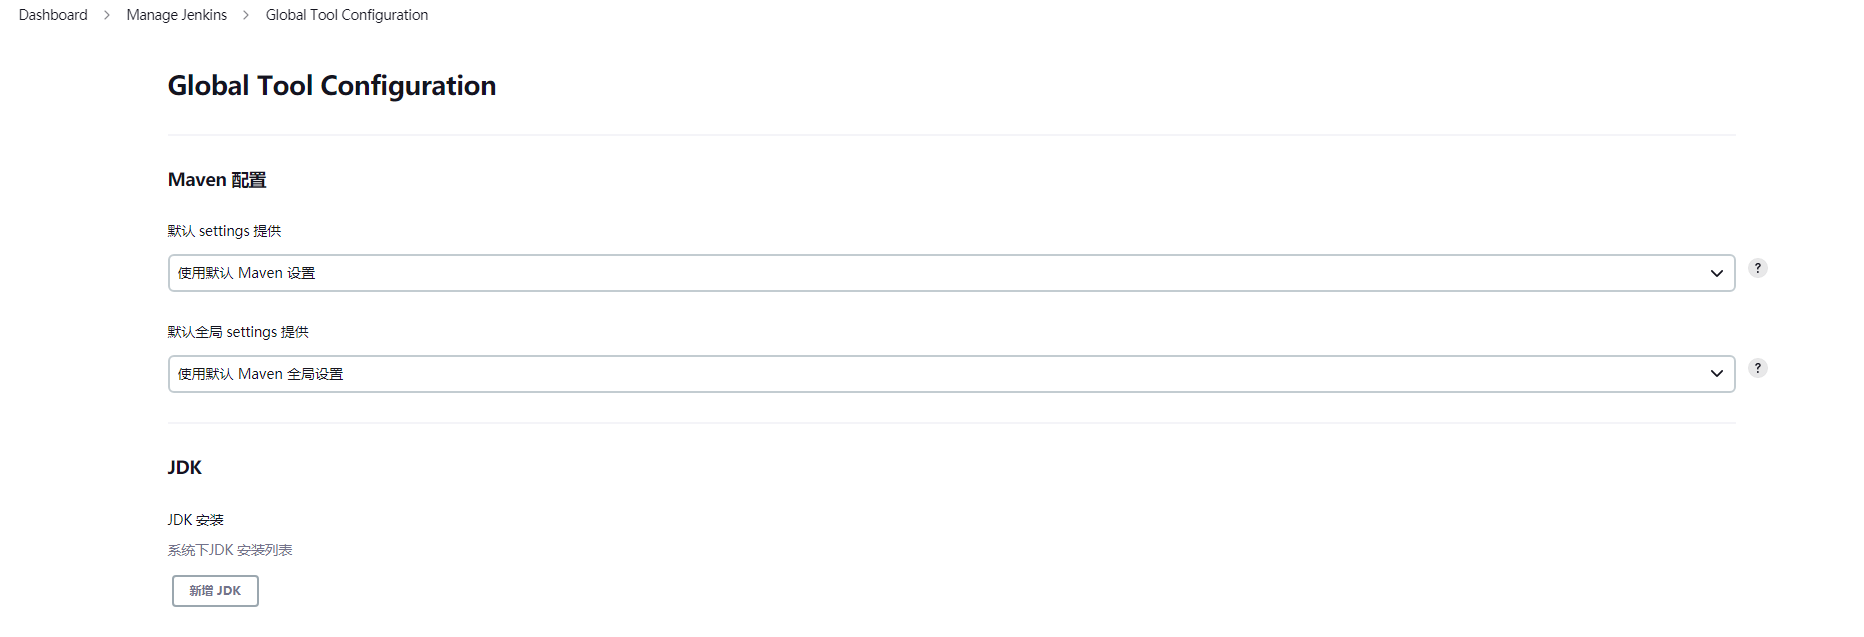 Dashboard > Manage Jenkins > Global Tool Configuration
Global Tool Configuration
Maven 配置
默认 settings 提供
使用默认 Maven 设置
?
默认全局 settings 提供
使用默认 Maven 全局设置
?
JDK
JDK 安装
系统下JDK 安装列表
新增 JDK